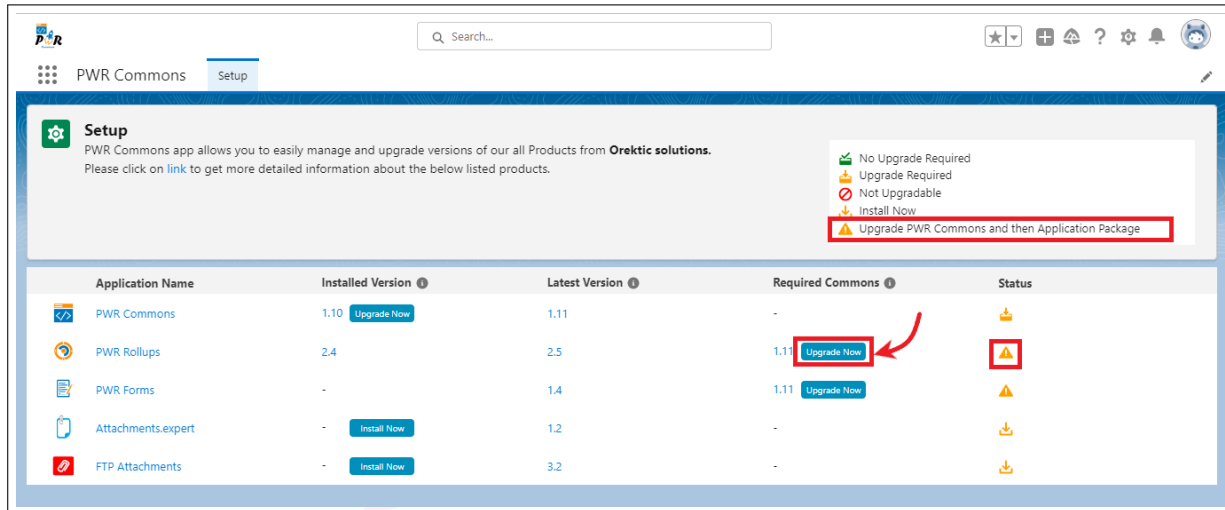 PWR
Search...
PWR Commons Setup
Setup
PWR Commons app allows you to easily manage and upgrade versions of our all Products from Orektic solutions.
Please click on link to get more detailed information about the below listed products.
No Upgrade Required
Upgrade Required
Not Upgradable
Install Now
Upgrade PWR Commons and then Application Package
Application Name Installed Version Latest Version Required Commons Status
PWR Commons 1.10 Upgrade Now 1.11 -
PWR Rollups 2.4 2.5 1.11 Upgrade Now
PWR Forms - 1.4 1.11 Upgrade Now
Attachments.expert - Install Now 1.2 -
FTP Attachments - Install Now 3.2 -